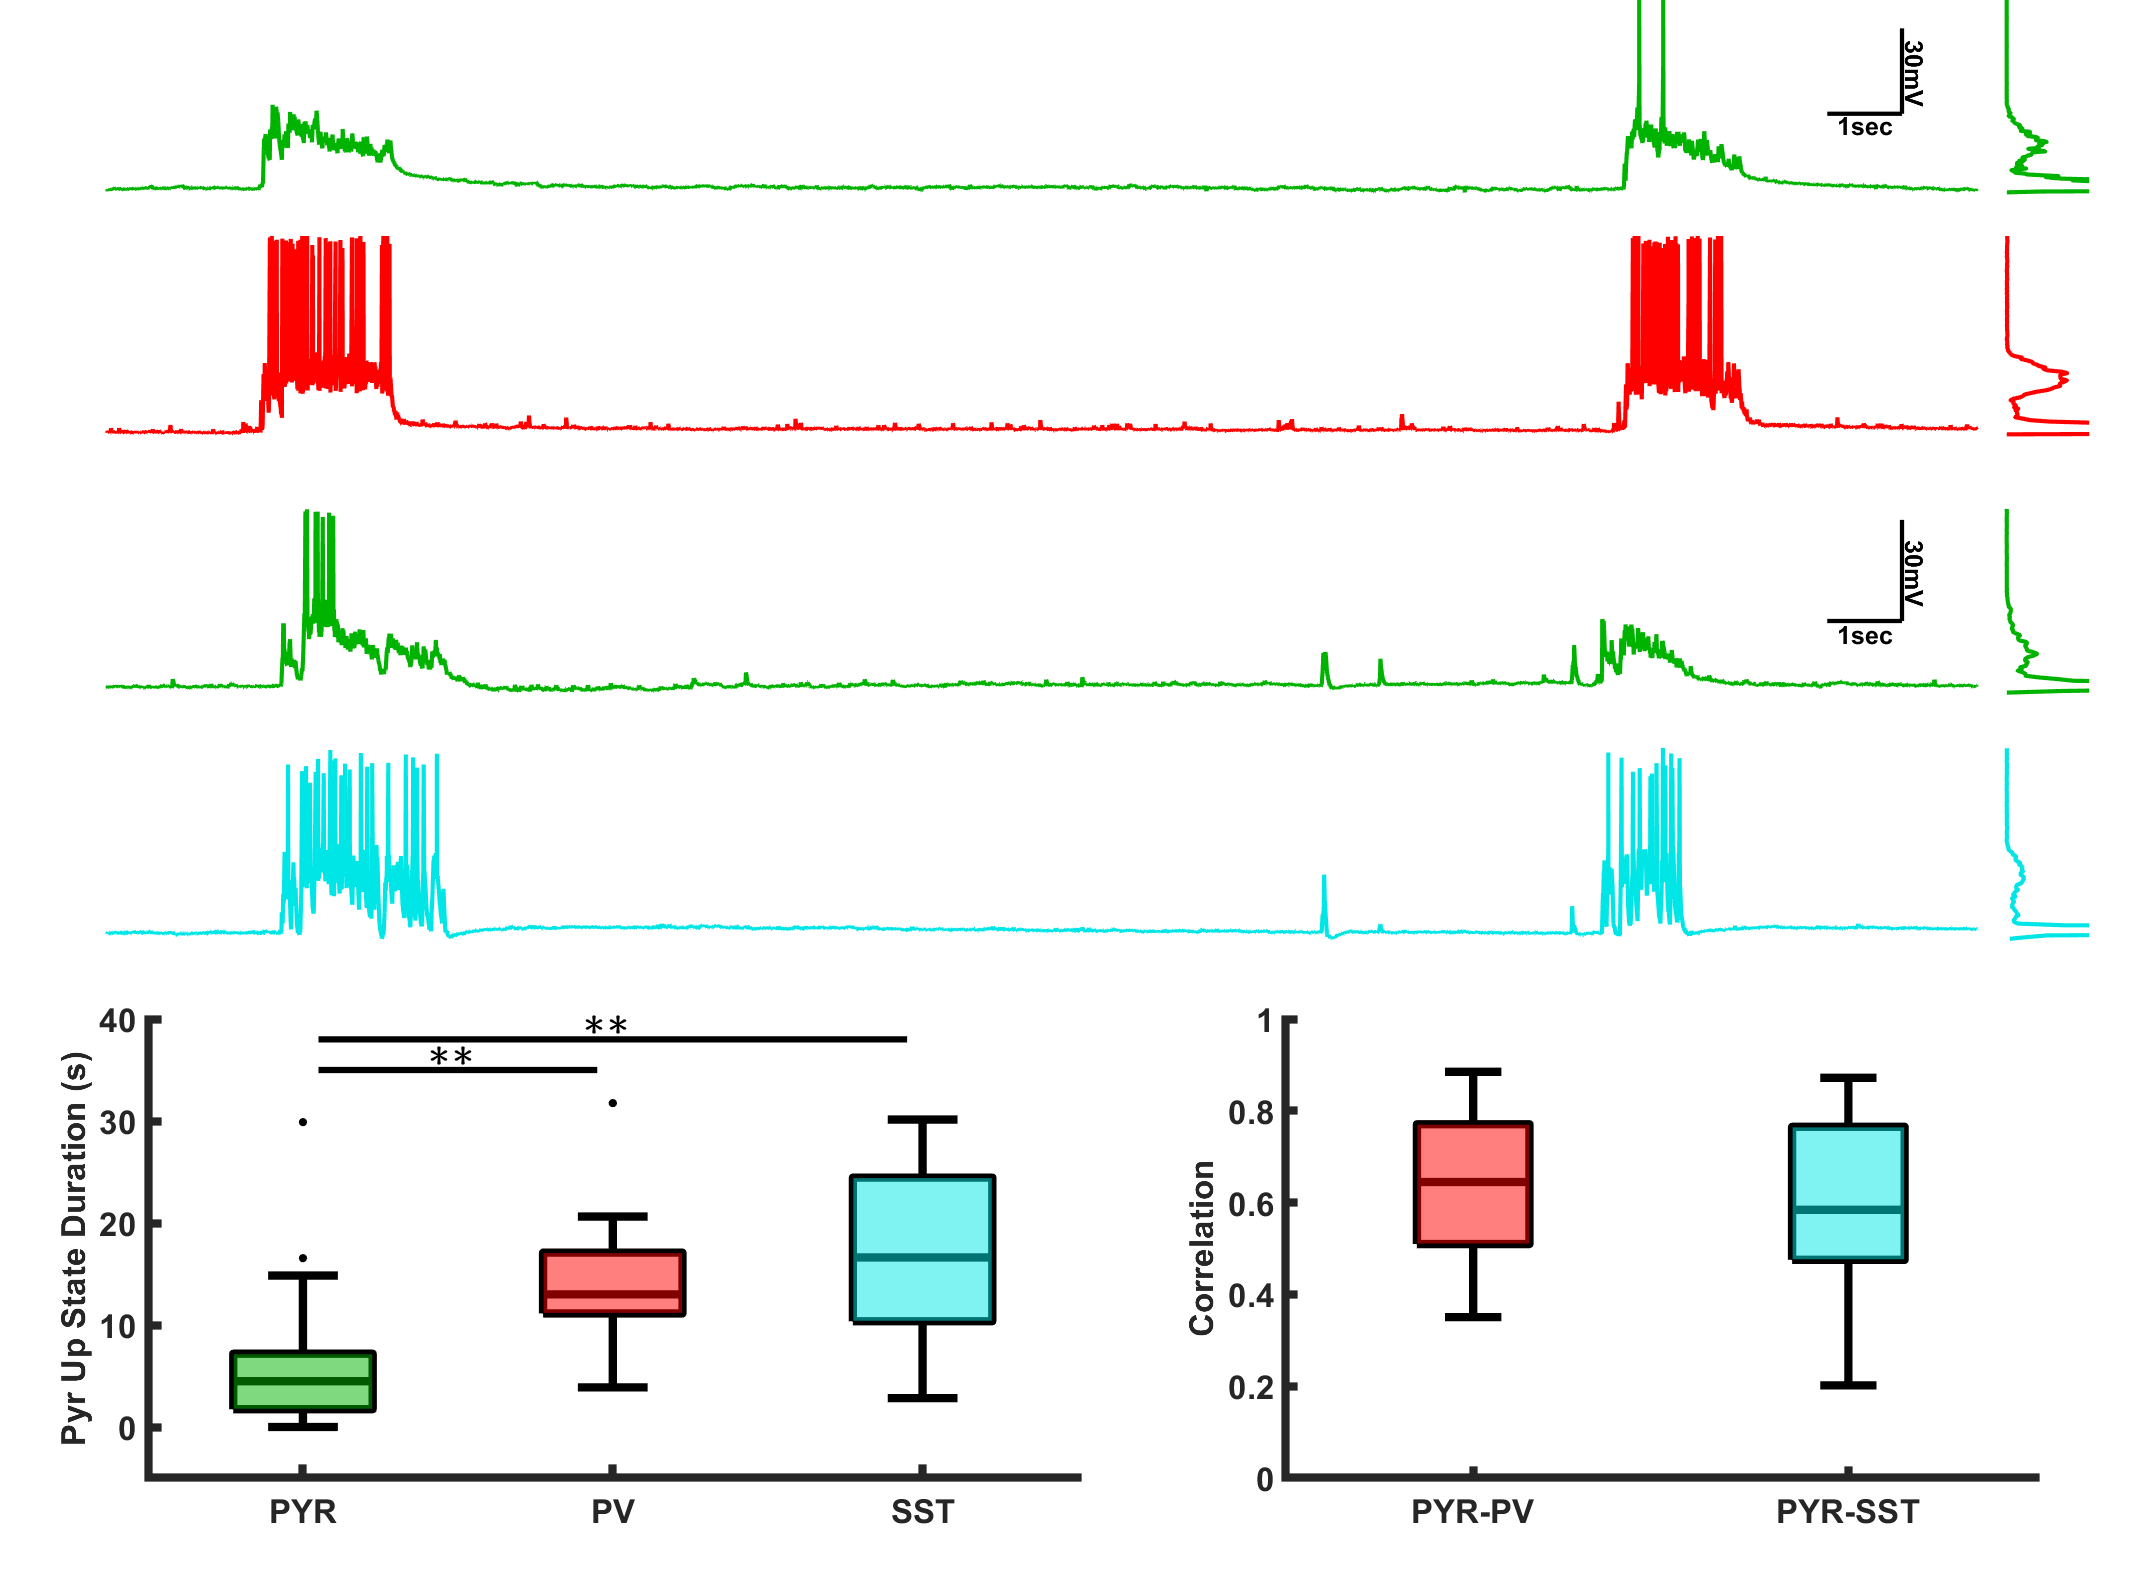 30mV
1sec
30mV
1sec
Pyr Up State Duration (s)
40
30
20
10
0
**
**
PYR
PV
SST
Correlation
1
0.8
0.6
0.4
0.2
0
PYR-PV
PYR-SST